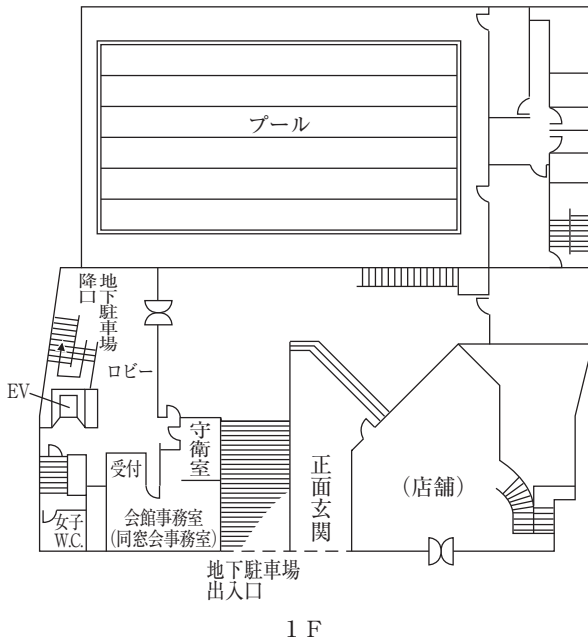 プール
地下駐車場
降口
ロビー
EV
守衛室
受付
正面玄関
（店舗）
会館事務室
（同窓会事務室）
女子
W.C.
地下駐車場
出入口
１Ｆ